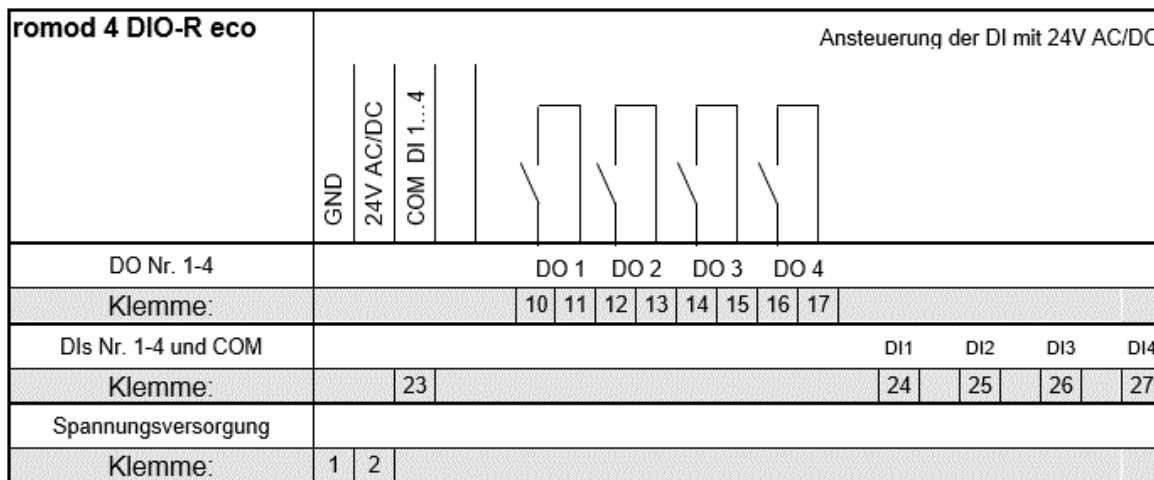 romod 4 DIO-R eco
Ansteuerung der DI mit 24V AC/DC
GND
24V AC/DC
COM DI 1...4
DO Nr. 1-4
DO 1 DO 2 DO 3 DO 4
Klemme: 10 11 12 13 14 15 16 17
DIs Nr. 1-4 und COM
DI1 DI2 DI3 DI4
Klemme: 23 24 25 26 27
Spannungsversorgung
Klemme: 1 2